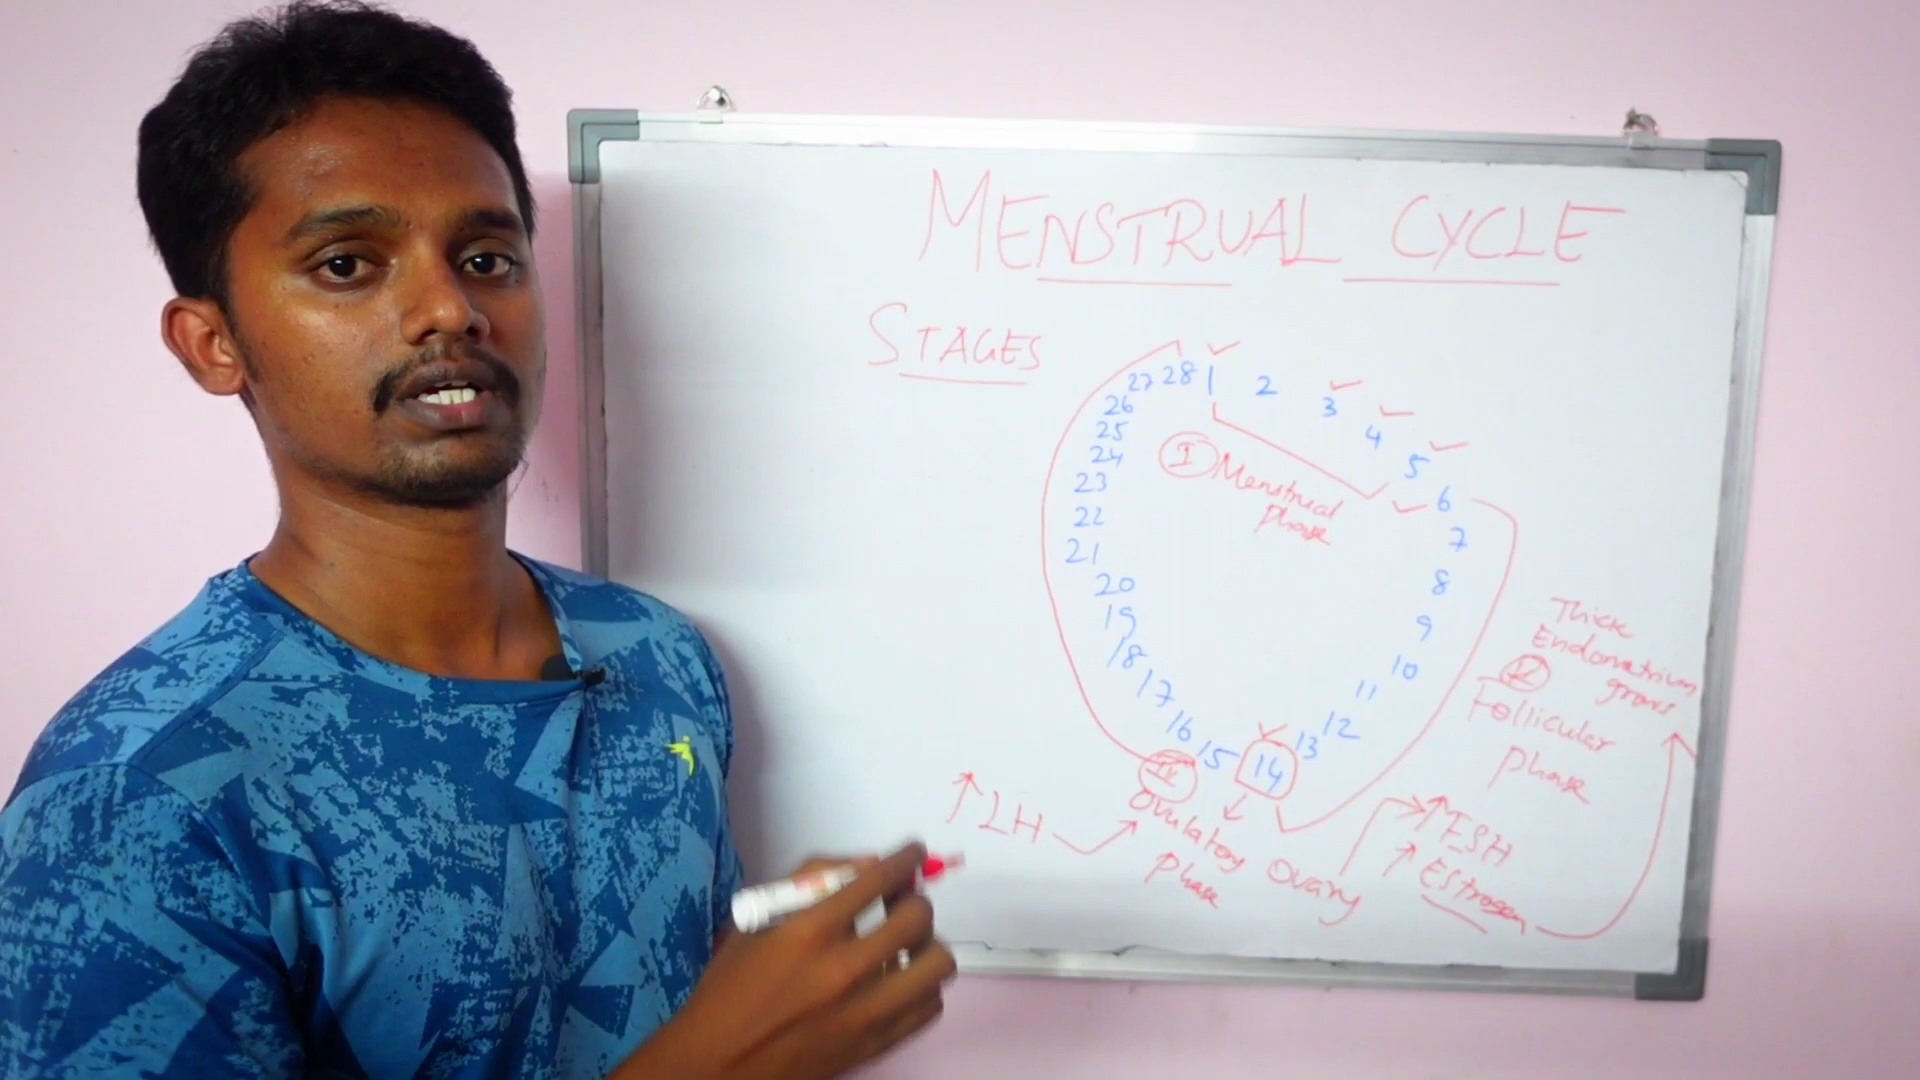 MENSTRUAL CYCLE
STAGES
27 28 1 2 3 4 5 6 7 8 9 10 11 12 13 14 15 16 17 18 19 20 21 22 23 24 25 26
I Menstrual
Phase
Thick
Endometrium
grows
Follicular
Phase
↑ LH
Ovulatory
Phase
Ovary
↑ FSH
↑ Estrogen